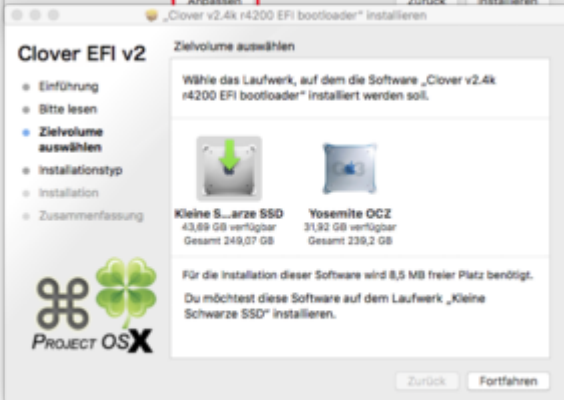 Anpassen Zurück Installieren
„Clover v2.4k r4200 EFI bootloader“ installieren
Clover EFI v2
Zielvolume auswählen
Einführung
Bitte lesen
Zielvolume
auswählen
Installationstyp
Installation
Zusammenfassung
Wähle das Laufwerk, auf dem die Software „Clover v2.4k
r4200 EFI bootloader“ installiert werden soll.
Kleine S...arze SSD
43,69 GB verfügbar
Gesamt 249,07 GB
Yosemite OCZ
31,92 GB verfügbar
Gesamt 239,2 GB
Für die Installation dieser Software wird 8,5 MB freier Platz benötigt.
Du möchtest diese Software auf dem Laufwerk „Kleine
Schwarze SSD“ installieren.
PROJECT OSX
Zurück Fortfahren